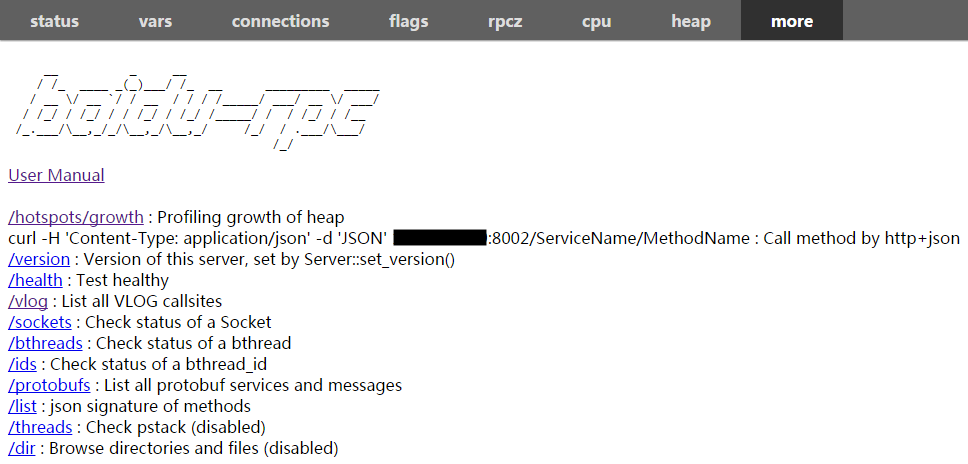 status vars connections flags rpcz cpu heap more
baidu-rpc
User Manual
/hotspots/growth : Profiling growth of heap
curl -H 'Content-Type: application/json' -d 'JSON' :8002/ServiceName/MethodName : Call method by http+json
/version : Version of this server, set by Server::set_version()
/health : Test healthy
/vlog : List all VLOG callsites
/sockets : Check status of a Socket
/bthreads : Check status of a bthread
/ids : Check status of a bthread_id
/protobufs : List all protobuf services and messages
/list : json signature of methods
/threads : Check pstack (disabled)
/dir : Browse directories and files (disabled)